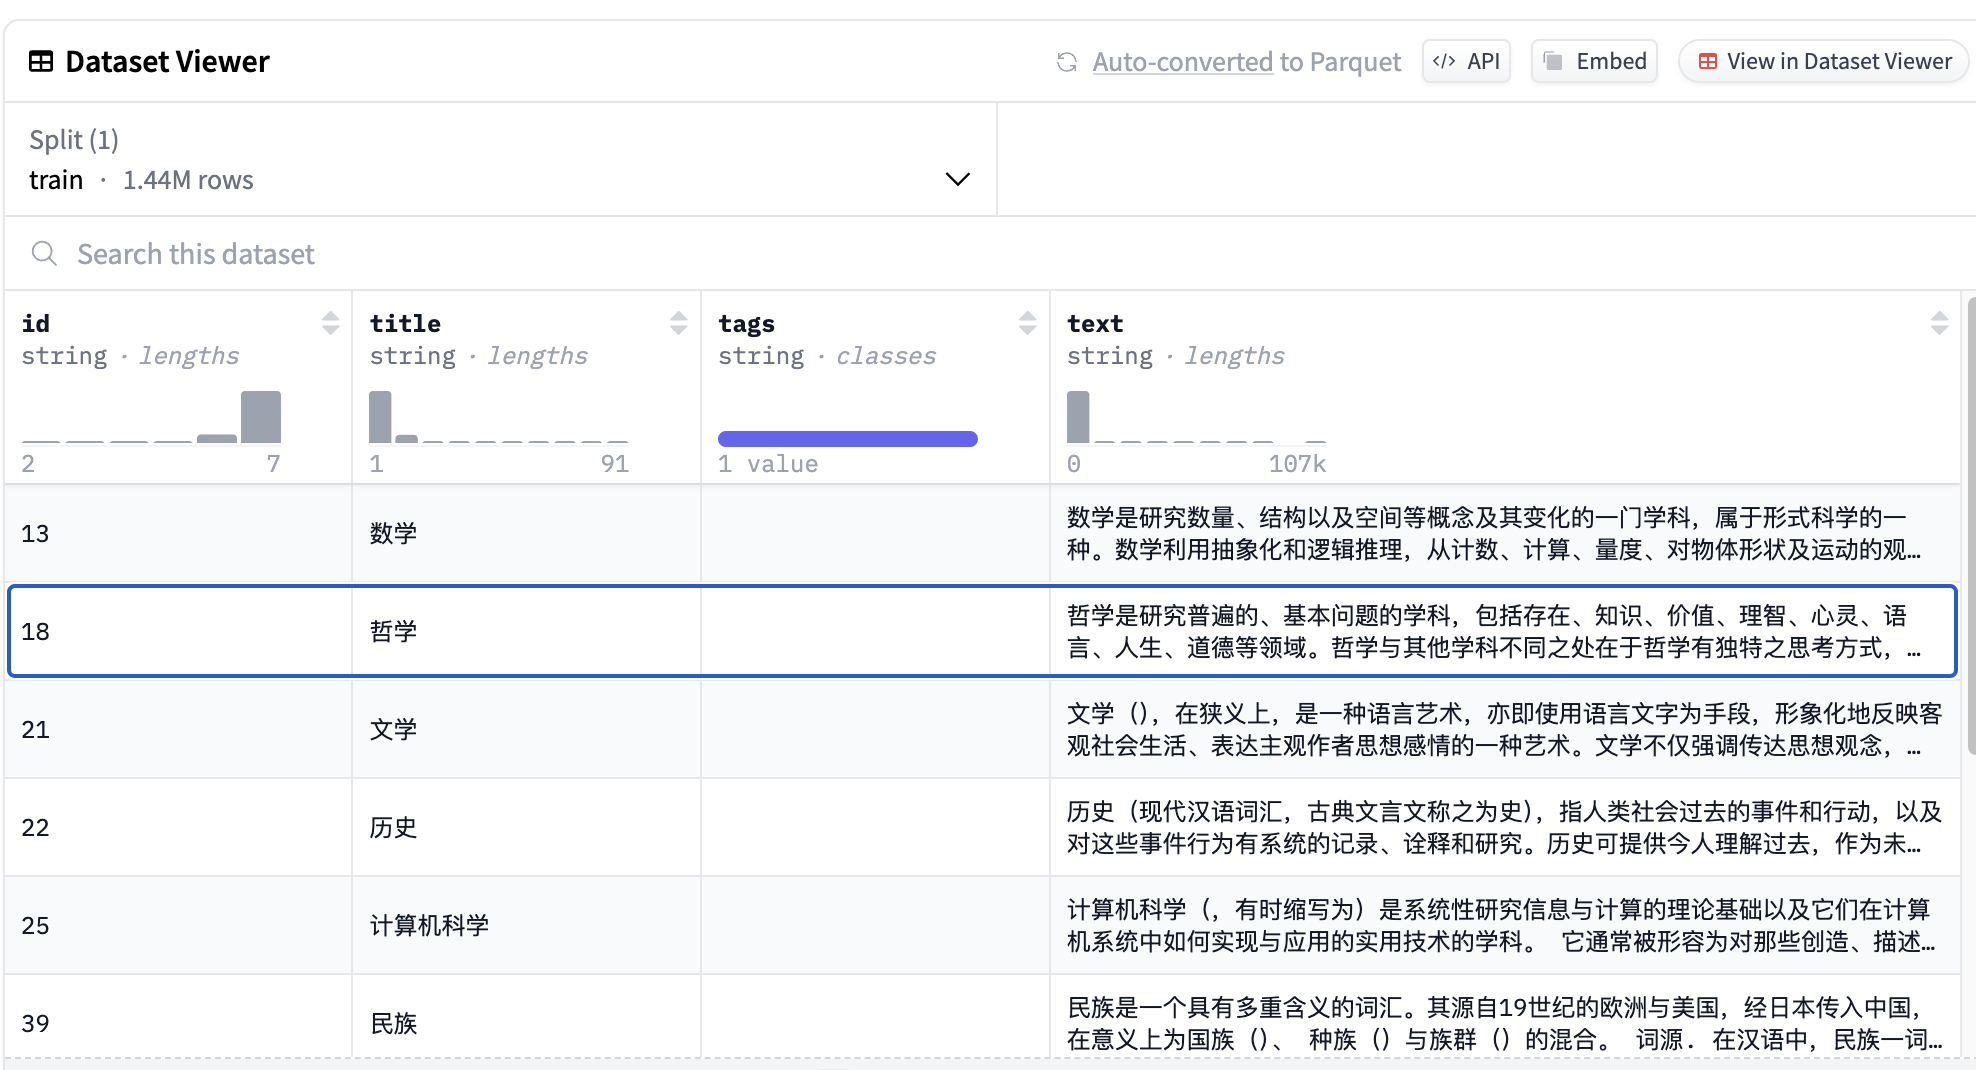 Dataset Viewer
Auto-converted to Parquet
API
Embed
View in Dataset Viewer
Split (1)
train · 1.44M rows
Search this dataset
id
string · lengths
2 7
title
string · lengths
1 91
tags
string · classes
1 value
text
string · lengths
0 107k
13
数学
数学是研究数量、结构以及空间等概念及其变化的一门学科，属于形式科学的一
种。数学利用抽象化和逻辑推理，从计数、计算、量度、对物体形状及运动的观…
18
哲学
哲学是研究普遍的、基本问题的学科，包括存在、知识、价值、理智、心灵、语
言、人生、道德等领域。哲学与其他学科不同之处在于哲学有独特之思考方式，…
21
文学
文学（），在狭义上，是一种语言艺术，亦即使用语言文字为手段，形象化地反映客
观社会生活、表达主观作者思想感情的一种艺术。文学不仅强调传达思想观念，…
22
历史
历史（现代汉语词汇，古典文言文称之为史），指人类社会过去的事件和行动，以及
对这些事件行为有系统的记录、诠释和研究。历史可提供今人理解过去，作为未…
25
计算机科学
计算机科学（，有时缩写为）是系统性研究信息与计算的理论基础以及它们在计算
机系统中如何实现与应用的实用技术的学科。 它通常被形容为对那些创造、描述…
39
民族
民族是一个具有多重含义的词汇。其源自19世纪的欧洲与美国，经日本传入中国，
在意义上为国族（）、 种族（）与族群（）的混合。 词源． 在汉语中，民族一词…